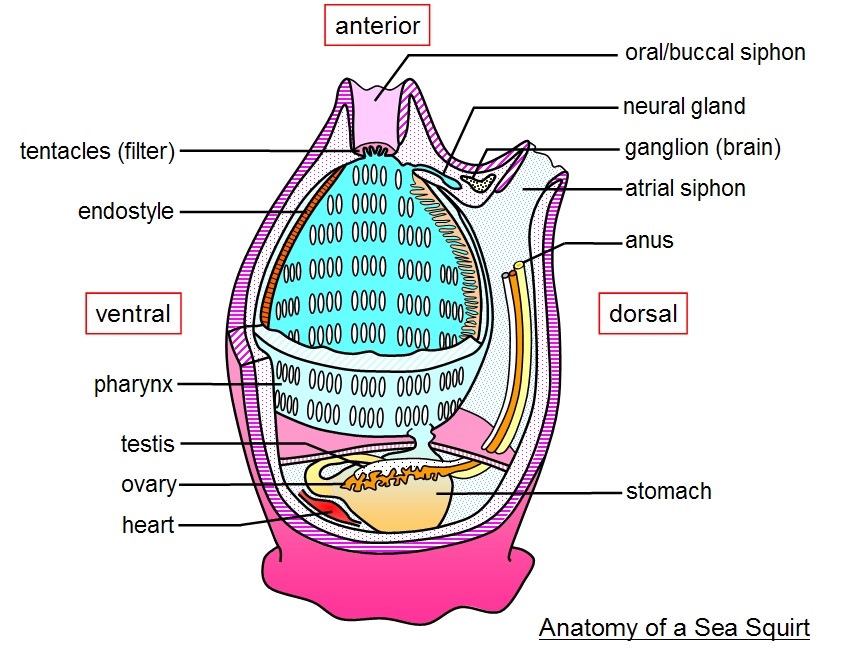 anterior
oral/buccal siphon
neural gland
tentacles (filter)
ganglion (brain)
atrial siphon
endostyle
anus
ventral
dorsal
pharynx
testis
ovary
stomach
heart
Anatomy of a Sea Squirt